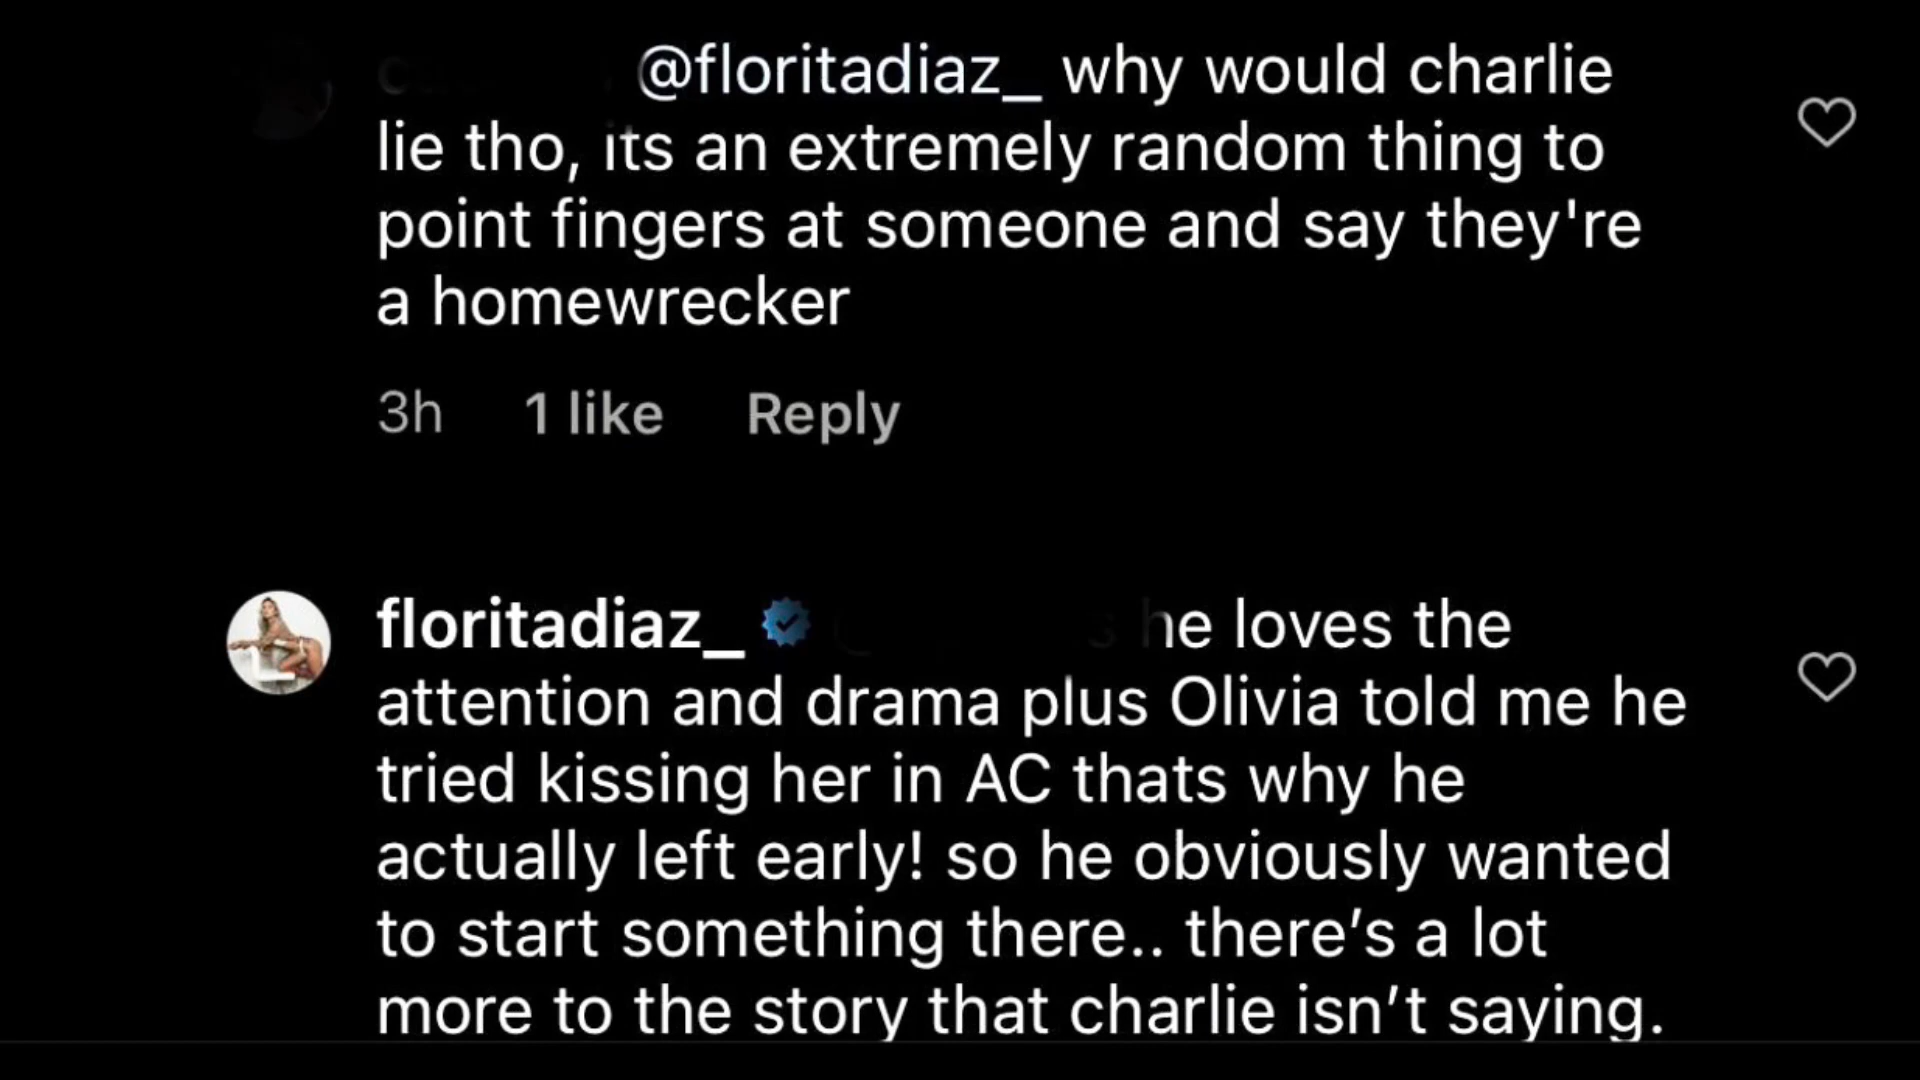 @floritadiaz_ why would charlie
lie tho, its an extremely random thing to
point fingers at someone and say they're
a homewrecker
3h 1 like Reply
floritadiaz_ he loves the
attention and drama plus Olivia told me he
tried kissing her in AC thats why he
actually left early! so he obviously wanted
to start something there.. there’s a lot
more to the story that charlie isn’t saying.